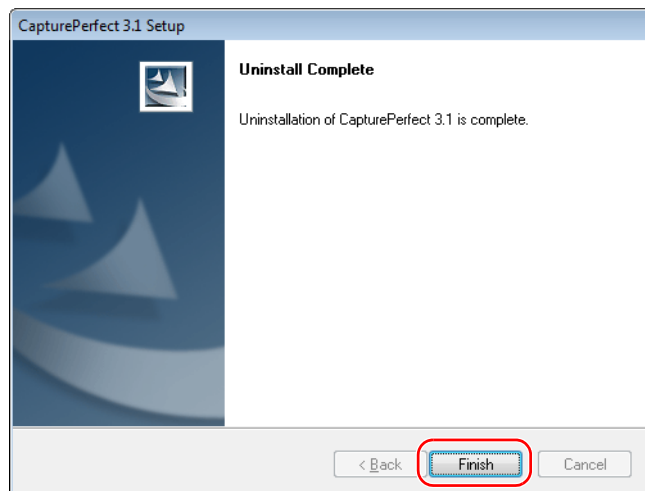 CapturePerfect 3.1 Setup
Uninstall Complete
Uninstallation of CapturePerfect 3.1 is complete.
< Back Finish Cancel